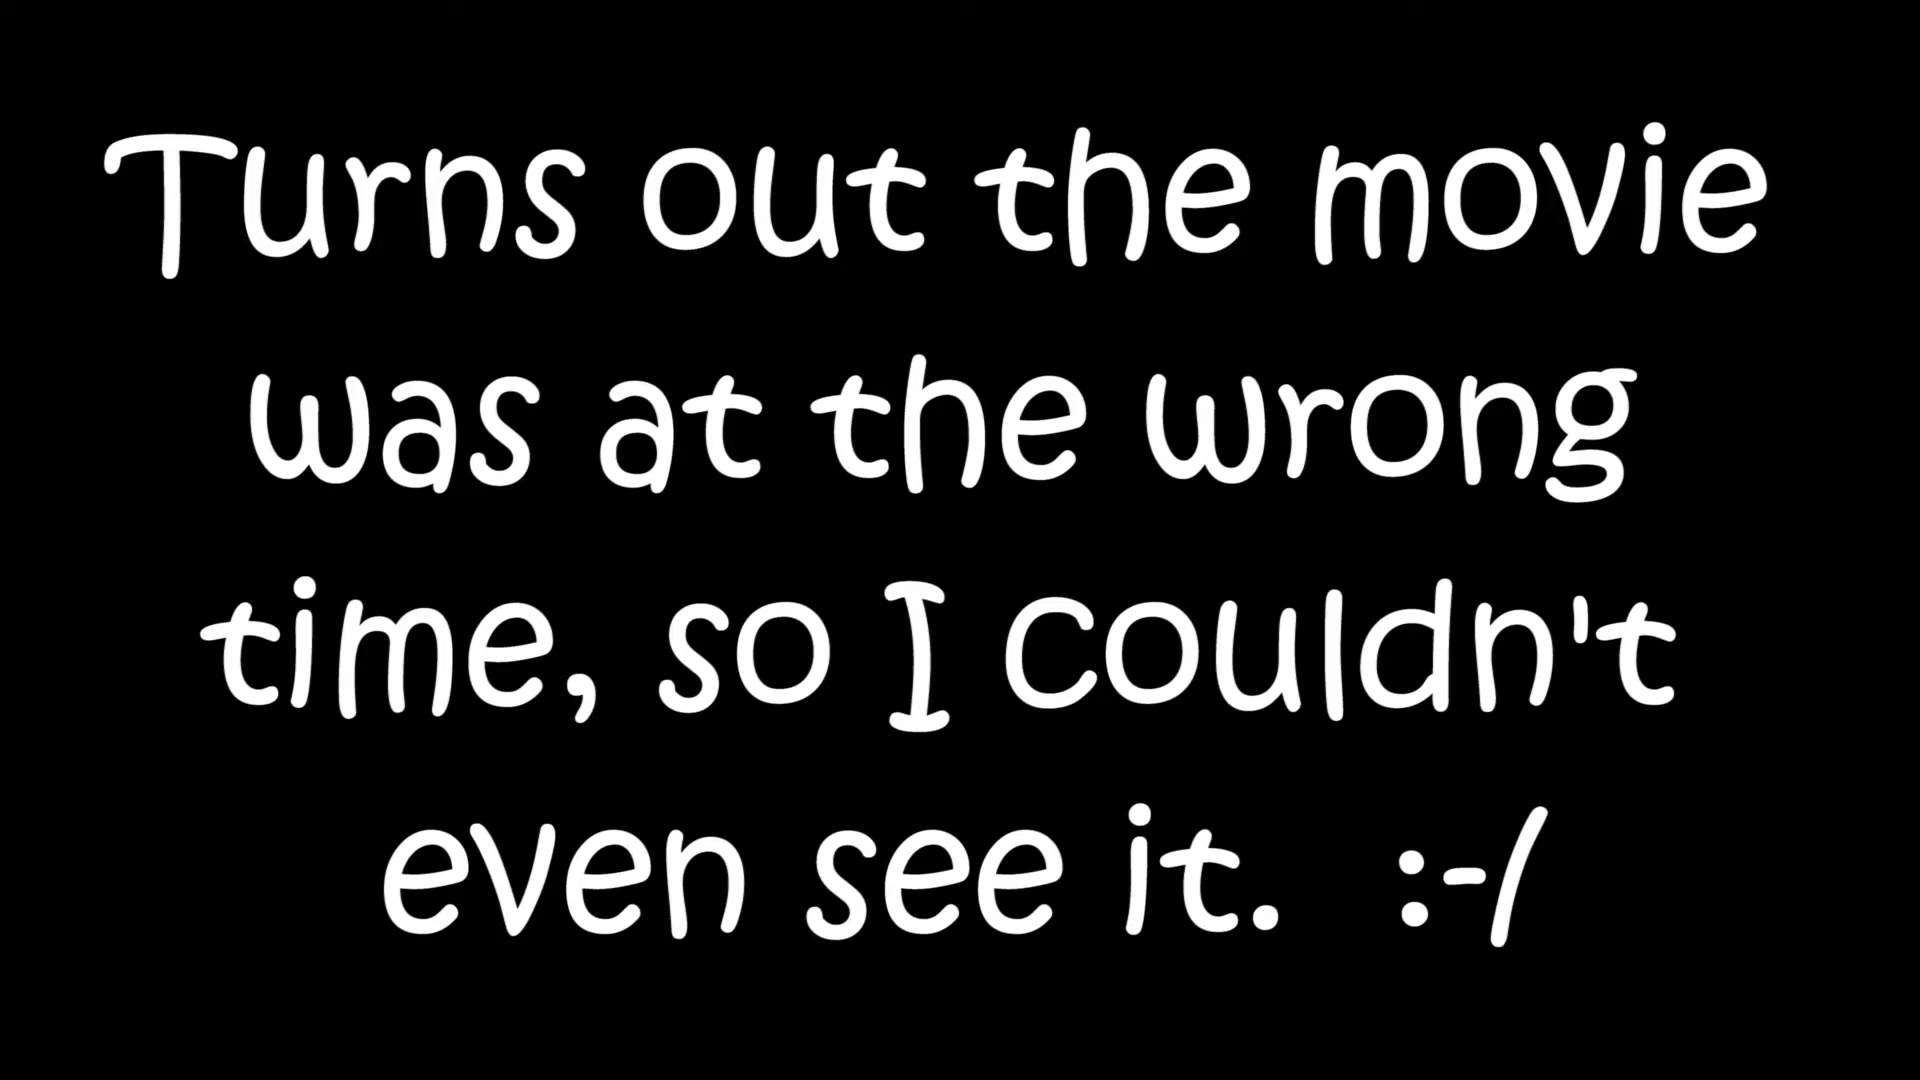 Turns out the movie
was at the wrong
time, so I couldn't
even see it.  :-/